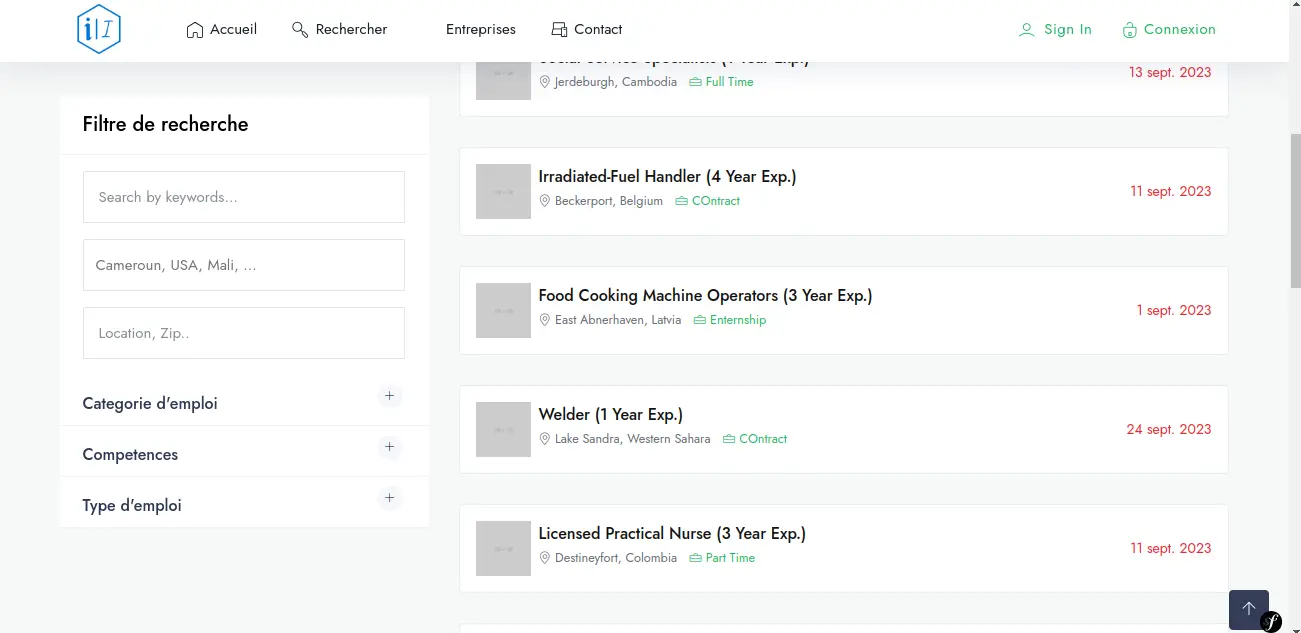 Accueil
Rechercher
Entreprises
Contact
Sign In
Connexion
Jerdeburgh, Cambodia Full Time
13 sept. 2023
Filtre de recherche
Search by keywords...
Cameroun, USA, Mali, ...
Location, Zip..
Categorie d'emploi
Competences
Type d'emploi
Irradiated-Fuel Handler (4 Year Exp.)
Beckerport, Belgium COntract
11 sept. 2023
Food Cooking Machine Operators (3 Year Exp.)
East Abnerhaven, Latvia Enternship
1 sept. 2023
Welder (1 Year Exp.)
Lake Sandra, Western Sahara COntract
24 sept. 2023
Licensed Practical Nurse (3 Year Exp.)
Destineyfort, Colombia Part Time
11 sept. 2023